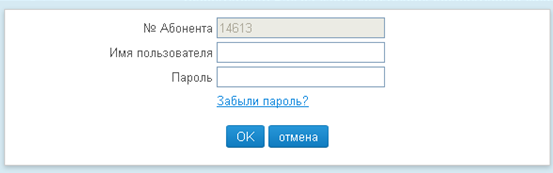 № Абонента 14613
Имя пользователя
Пароль
Забыли пароль?
OK отмена